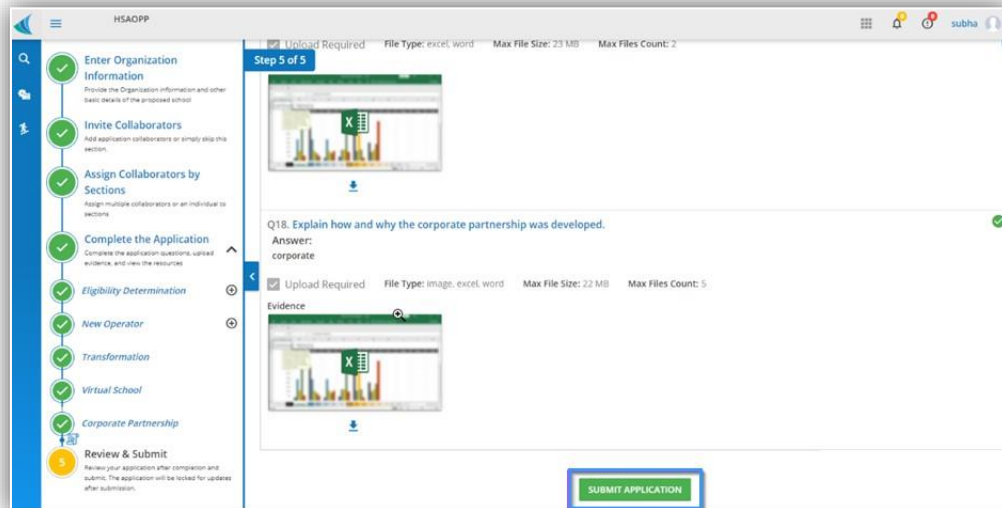 HSAOPP
subha
Enter Organization
Information
Provide the Organization information and other
basic details of the proposed school
Invite Collaborators
Add application collaborators or simply skip this
section.
Assign Collaborators by
Sections
Assign multiple collaborators or an individual to
sections
Complete the Application
Complete the application questions, upload
evidence, and view the resources
Eligibility Determination
New Operator
Transformation
Virtual School
Corporate Partnership
5
Review & Submit
Review your application after completion and
submit. The application will be locked for updates
after submission.
Upload Required File Type: excel, word Max File Size: 23 MB Max Files Count: 2
Step 5 of 5
Q18. Explain how and why the corporate partnership was developed.
Answer:
corporate
Upload Required File Type: image, excel, word Max File Size: 22 MB Max Files Count: 5
Evidence
SUBMIT APPLICATION